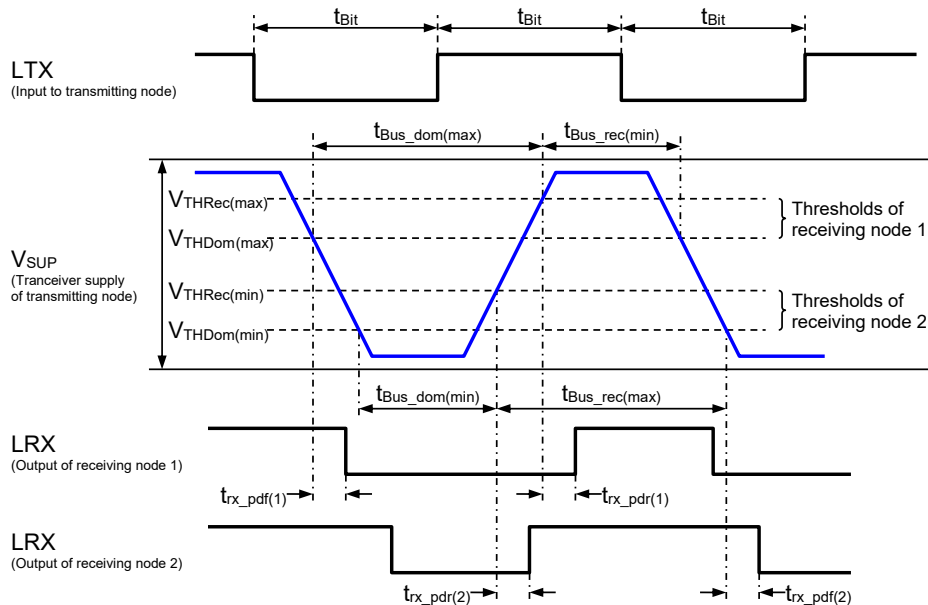 tBit tBit tBit
LTX
(Input to transmitting node)
tBus_dom(max) tBus_rec(min)
VTHRec(max)
Thresholds of
receiving node 1
VTHDom(max)
VSUP
(Tranceiver supply
of transmitting node)
VTHRec(min)
Thresholds of
receiving node 2
VTHDom(min)
tBus_dom(min) tBus_rec(max)
LRX
(Output of receiving node 1)
trx_pdf(1) trx_pdr(1)
LRX
(Output of receiving node 2)
trx_pdr(2) trx_pdf(2)